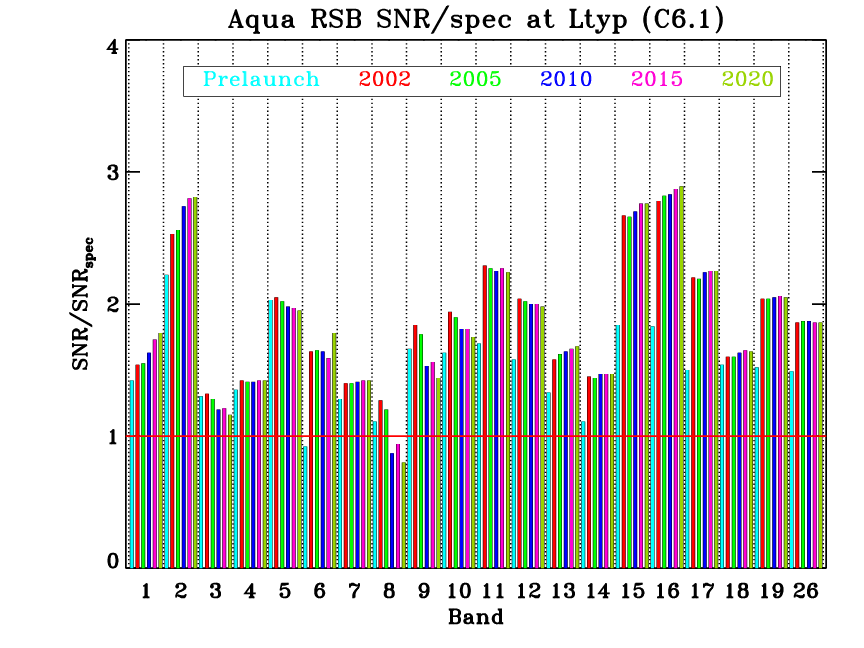 Aqua RSB SNR/spec at Ltyp (C6.1)
4
Prelaunch 2002 2005 2010 2015 2020
3
2
1
0
SNR/SNRspec
1 2 3 4 5 6 7 8 9 10 11 12 13 14 15 16 17 18 19 26
Band